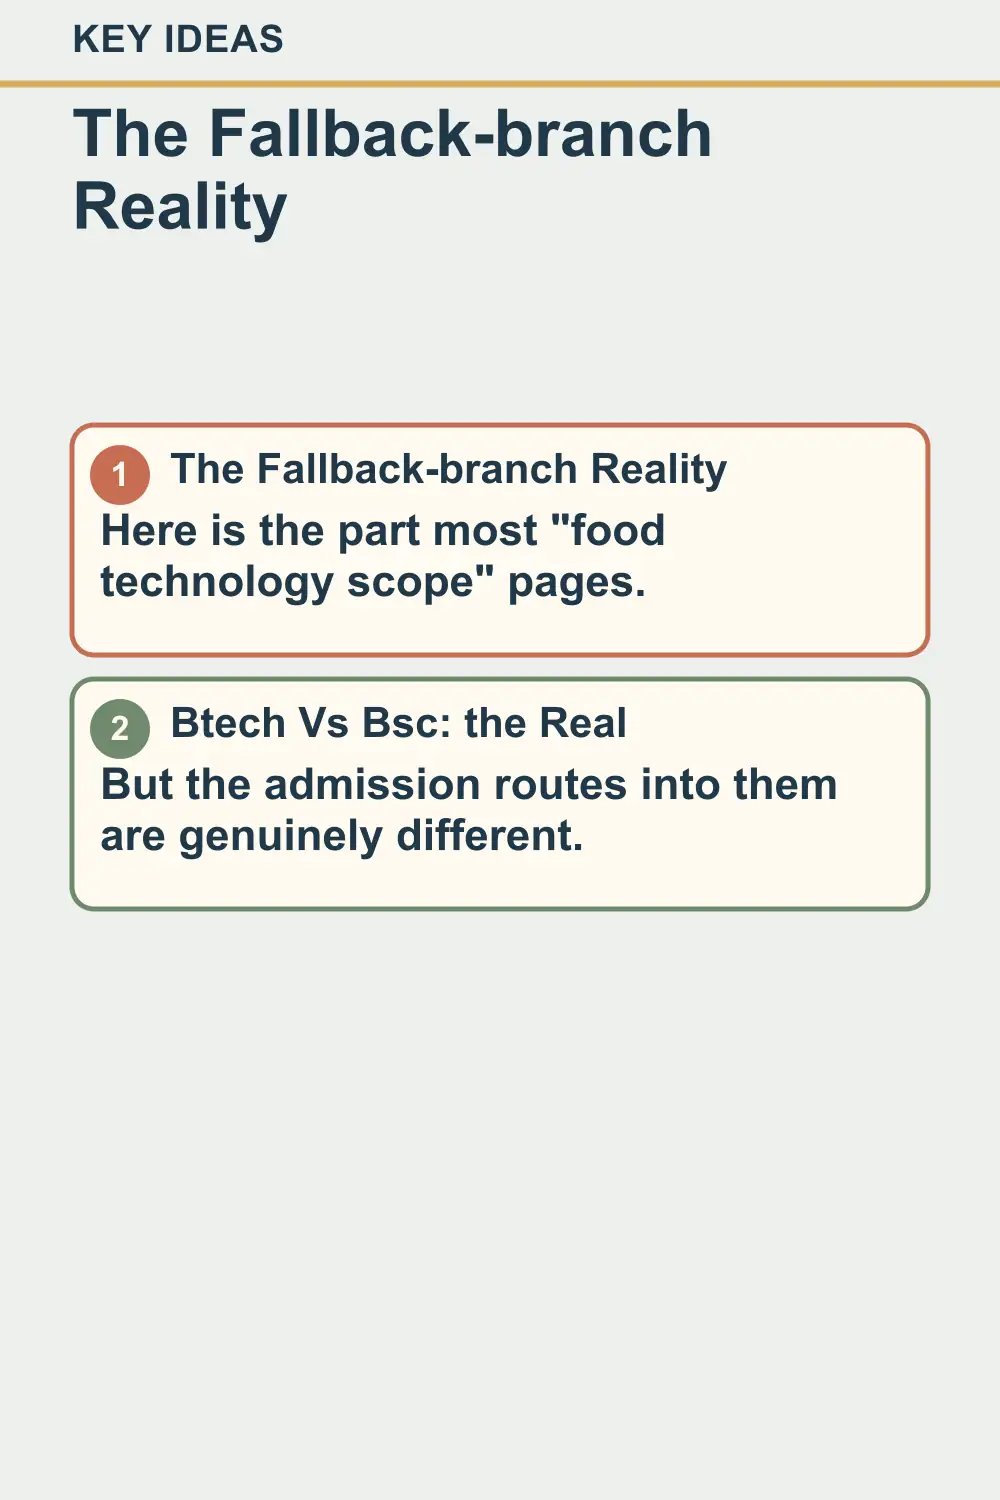 KEY IDEAS
The Fallback-branch
Reality
1 The Fallback-branch Reality
Here is the part most "food
technology scope" pages.
2 Btech Vs Bsc: the Real
But the admission routes into them
are genuinely different.